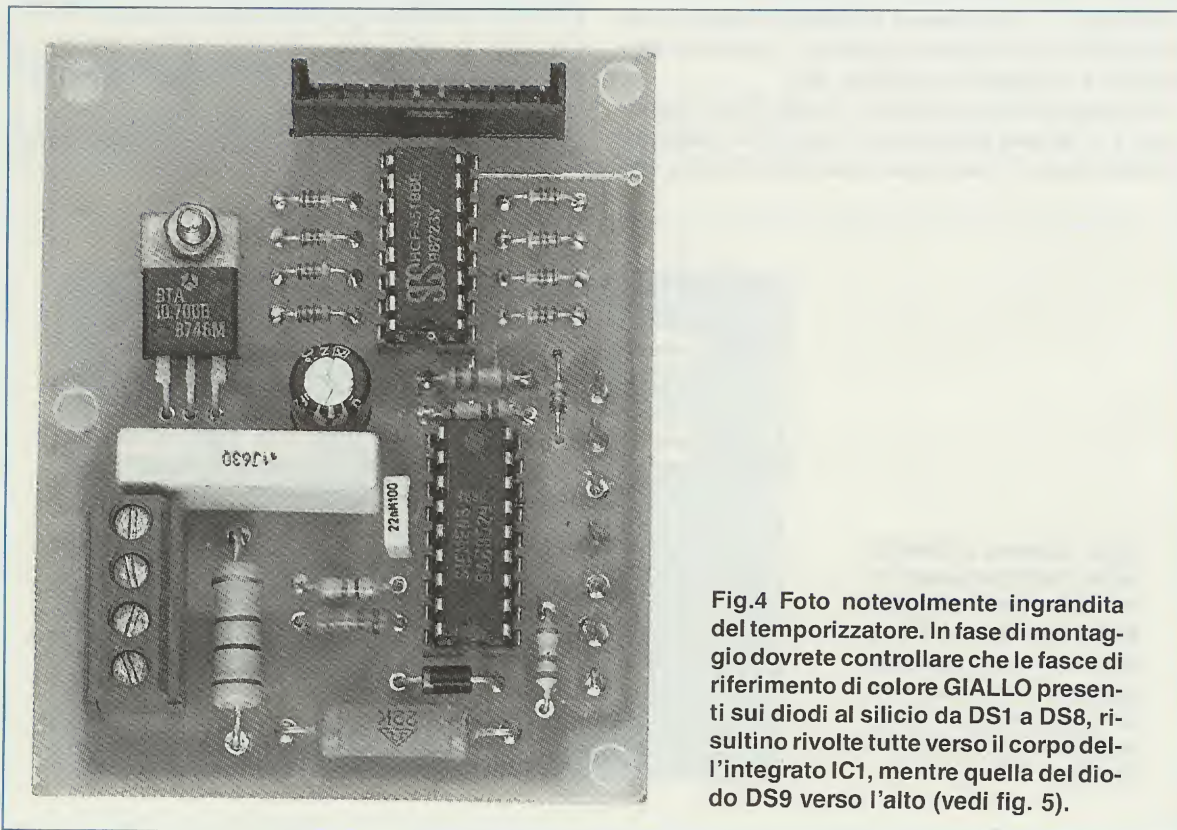 BTA
10.700B
8746M
22nM100
Fig.4 Foto notevolmente ingrandita
del temporizzatore. In fase di montag-
gio dovrete controllare che le fasce di
riferimento di colore GIALLO presen-
ti sui diodi al silicio da DS1 a DS8, ri-
sultino rivolte tutte verso il corpo del-
l'integrato IC1, mentre quella del dio-
do DS9 verso l'alto (vedi fig. 5).